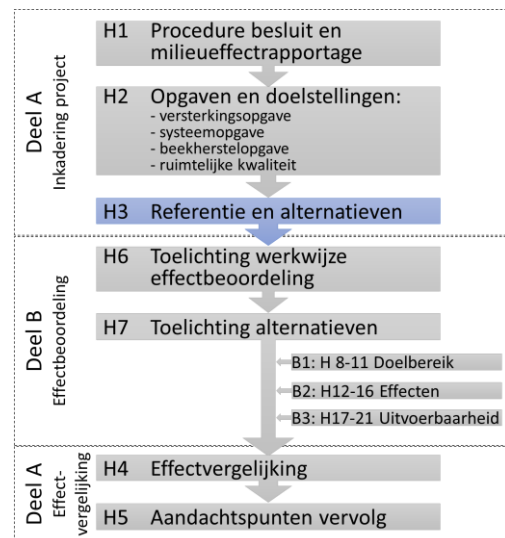 Deel A
Inkadering project
H1 Procedure besluit en
milieueffectrapportage
H2 Opgaven en doelstellingen:
- versterkingsopgave
- systeemopgave
- beekherstelopgave
- ruimtelijke kwaliteit
H3 Referentie en alternatieven
Deel B
Effectbeoordeling
H6 Toelichting werkwijze
effectbeoordeling
H7 Toelichting alternatieven
B1: H 8-11 Doelbereik
B2: H12-16 Effecten
B3: H17-21 Uitvoerbaarheid
Deel A
Effect-
vergelijking
H4 Effectvergelijking
H5 Aandachtspunten vervolg